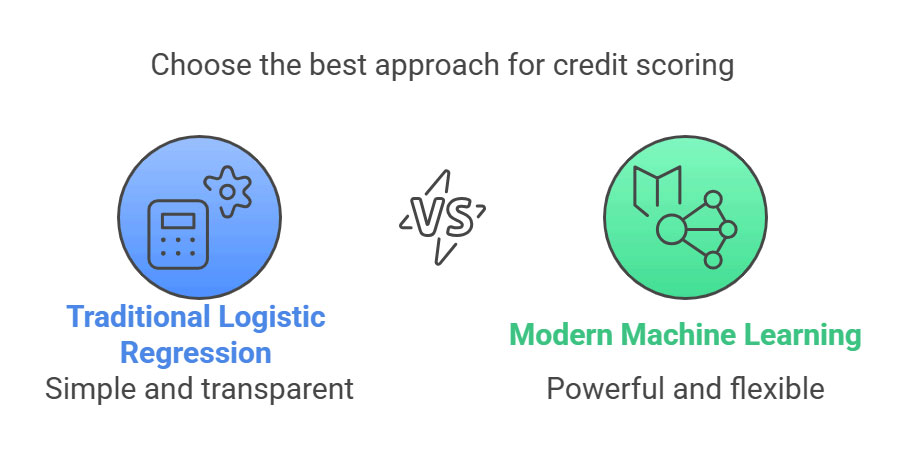 Choose the best approach for credit scoring
VS
Traditional Logistic
Regression
Simple and transparent
Modern Machine Learning
Powerful and flexible